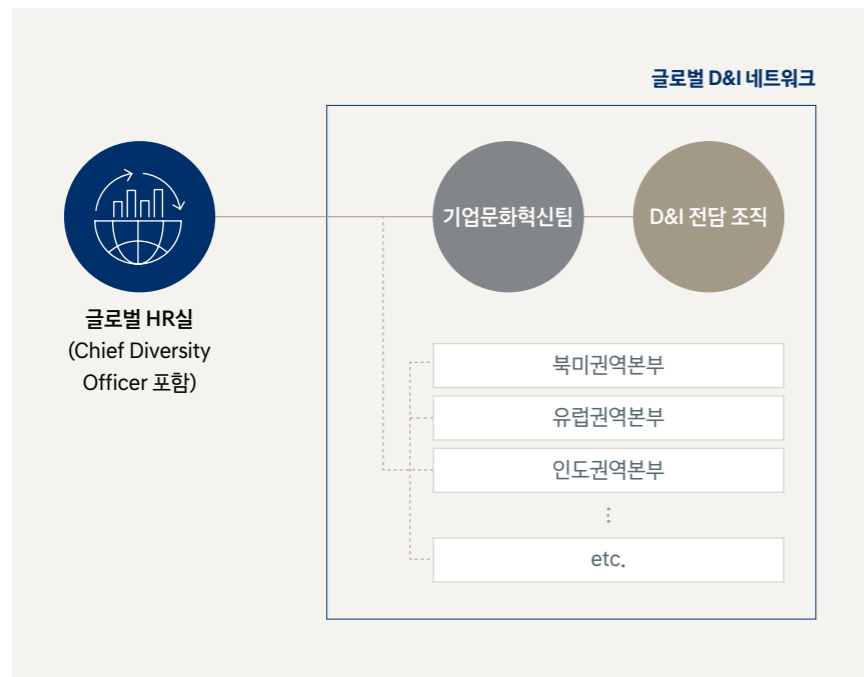 글로벌 D&I 네트워크
기업문화혁신팀
D&I 전담 조직
글로벌 HR실
(Chief Diversity
Officer 포함)
북미권역본부
유럽권역본부
인도권역본부
⋮
etc.